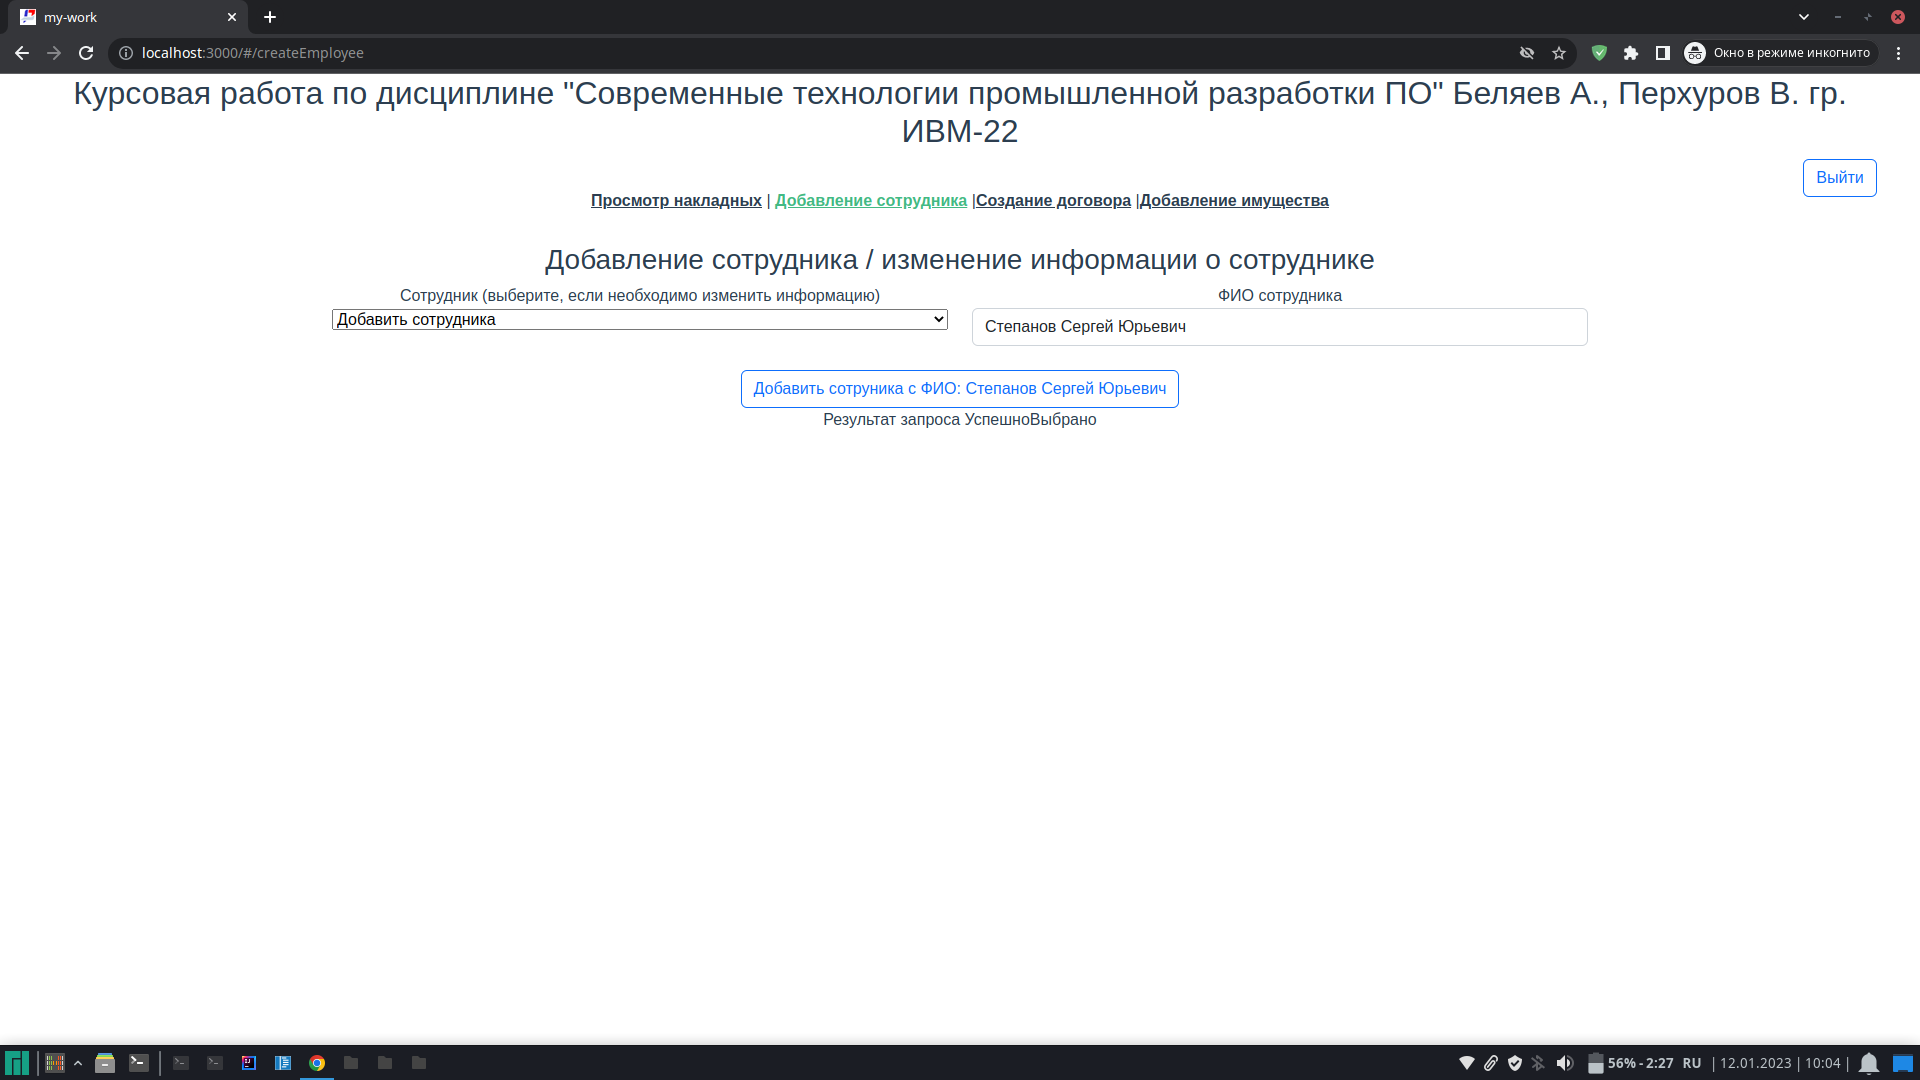 my-work
localhost:3000/#/createEmployee
Окно в режиме инкогнито
Курсовая работа по дисциплине "Современные технологии промышленной разработки ПО" Беляев А., Перхуров В. гр.
ИВМ-22
Выйти
Просмотр накладных | Добавление сотрудника |Создание договора |Добавление имущества
Добавление сотрудника / изменение информации о сотруднике
Сотрудник (выберите, если необходимо изменить информацию)
ФИО сотрудника
Добавить сотрудника
Степанов Сергей Юрьевич
Добавить сотруника с ФИО: Степанов Сергей Юрьевич
Результат запроса УспешноВыбрано
56% - 2:27 RU | 12.01.2023 | 10:04 |